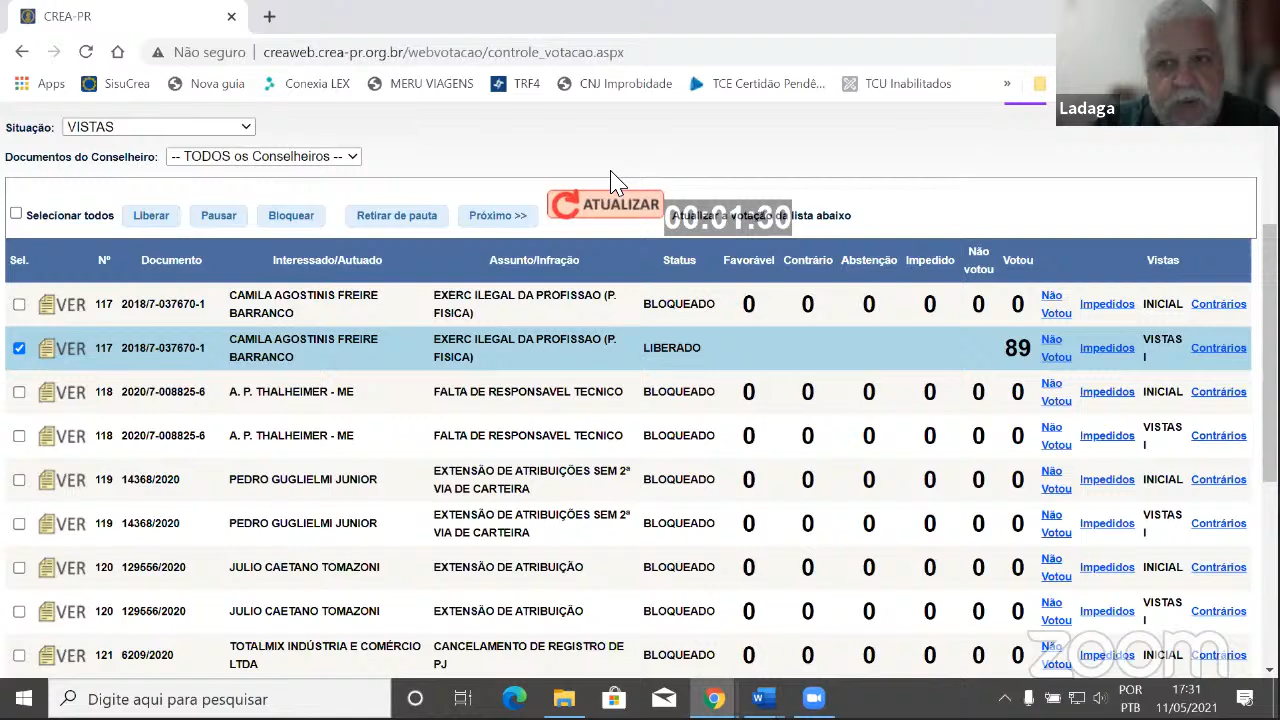 CREA-PR
Não seguro
creaweb.crea-pr.org.br/webvotacao/controle_votacao.aspx
Apps SisuCrea Nova guia Conexia LEX MERU VIAGENS TRF4 CNJ Improbidade TCE Certidão Pendê... TCU Inabilitados »
Ladaga
Situação: VISTAS
Documentos do Conselheiro: -- TODOS os Conselheiros --
Selecionar todos Liberar Pausar Bloquear Retirar de pauta Próximo >> ATUALIZAR Atualizar a votação da lista abaixo
00:01:30
Sel. Nº Documento Interessado/Autuado Assunto/Infração Status Favorável Contrário Abstenção Impedido Não votou Votou Vistas
VER 117 2018/7-037670-1 CAMILA AGOSTINIS FREIRE BARRANCO EXERC ILEGAL DA PROFISSAO (P. FISICA) BLOQUEADO 0 0 0 0 0 0 Não Votou Impedidos INICIAL Contrários
VER 117 2018/7-037670-1 CAMILA AGOSTINIS FREIRE BARRANCO EXERC ILEGAL DA PROFISSAO (P. FISICA) LIBERADO 89 Não Votou Impedidos VISTAS I Contrários
VER 118 2020/7-008825-6 A. P. THALHEIMER - ME FALTA DE RESPONSAVEL TECNICO BLOQUEADO 0 0 0 0 0 0 Não Votou Impedidos INICIAL Contrários
VER 118 2020/7-008825-6 A. P. THALHEIMER - ME FALTA DE RESPONSAVEL TECNICO BLOQUEADO 0 0 0 0 0 0 Não Votou Impedidos VISTAS I Contrários
VER 119 14368/2020 PEDRO GUGLIELMI JUNIOR EXTENSÃO DE ATRIBUIÇÕES SEM 2ª VIA DE CARTEIRA BLOQUEADO 0 0 0 0 0 0 Não Votou Impedidos INICIAL Contrários
VER 119 14368/2020 PEDRO GUGLIELMI JUNIOR EXTENSÃO DE ATRIBUIÇÕES SEM 2ª VIA DE CARTEIRA BLOQUEADO 0 0 0 0 0 0 Não Votou Impedidos VISTAS I Contrários
VER 120 129556/2020 JULIO CAETANO TOMAZONI EXTENSÃO DE ATRIBUIÇÃO BLOQUEADO 0 0 0 0 0 0 Não Votou Impedidos INICIAL Contrários
VER 120 129556/2020 JULIO CAETANO TOMAZONI EXTENSÃO DE ATRIBUIÇÃO BLOQUEADO 0 0 0 0 0 0 Não Votou Impedidos VISTAS I Contrários
VER 121 6209/2020 TOTALMIX INDÚSTRIA E COMÉRCIO LTDA CANCELAMENTO DE REGISTRO DE PJ BLOQUEADO 0 0 0 0 0 0 Não Votou Impedidos INICIAL Contrários
zoom
Digite aqui para pesquisar
POR
PTB
17:31
11/05/2021